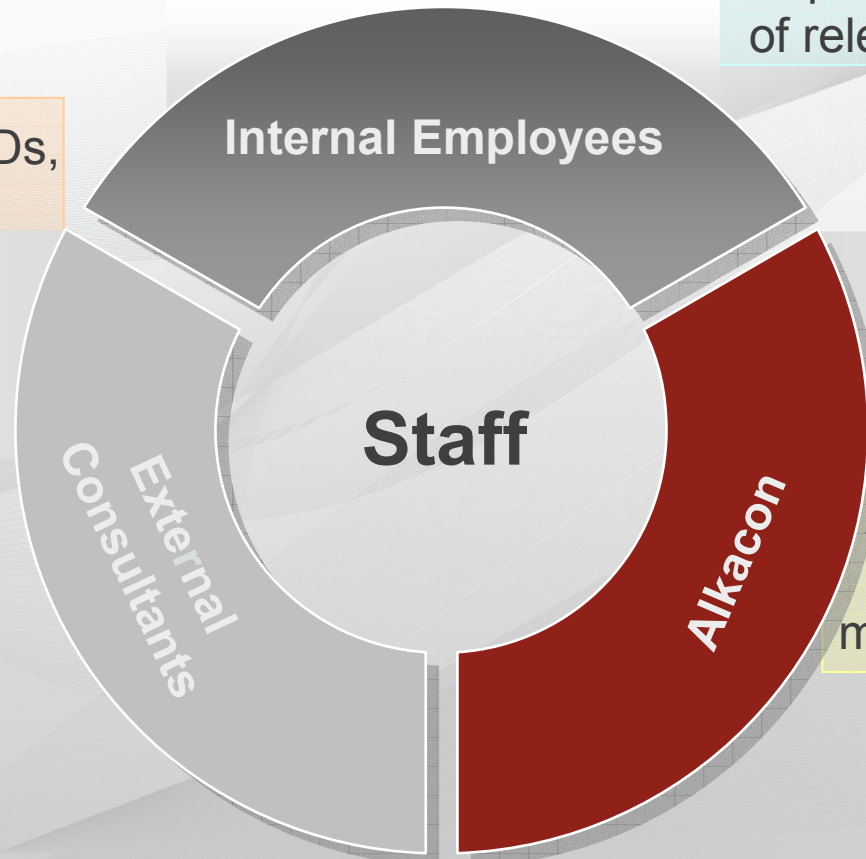 of rele
Ds,
Internal Employees
Staff
External
Consultants
Alkacon
m